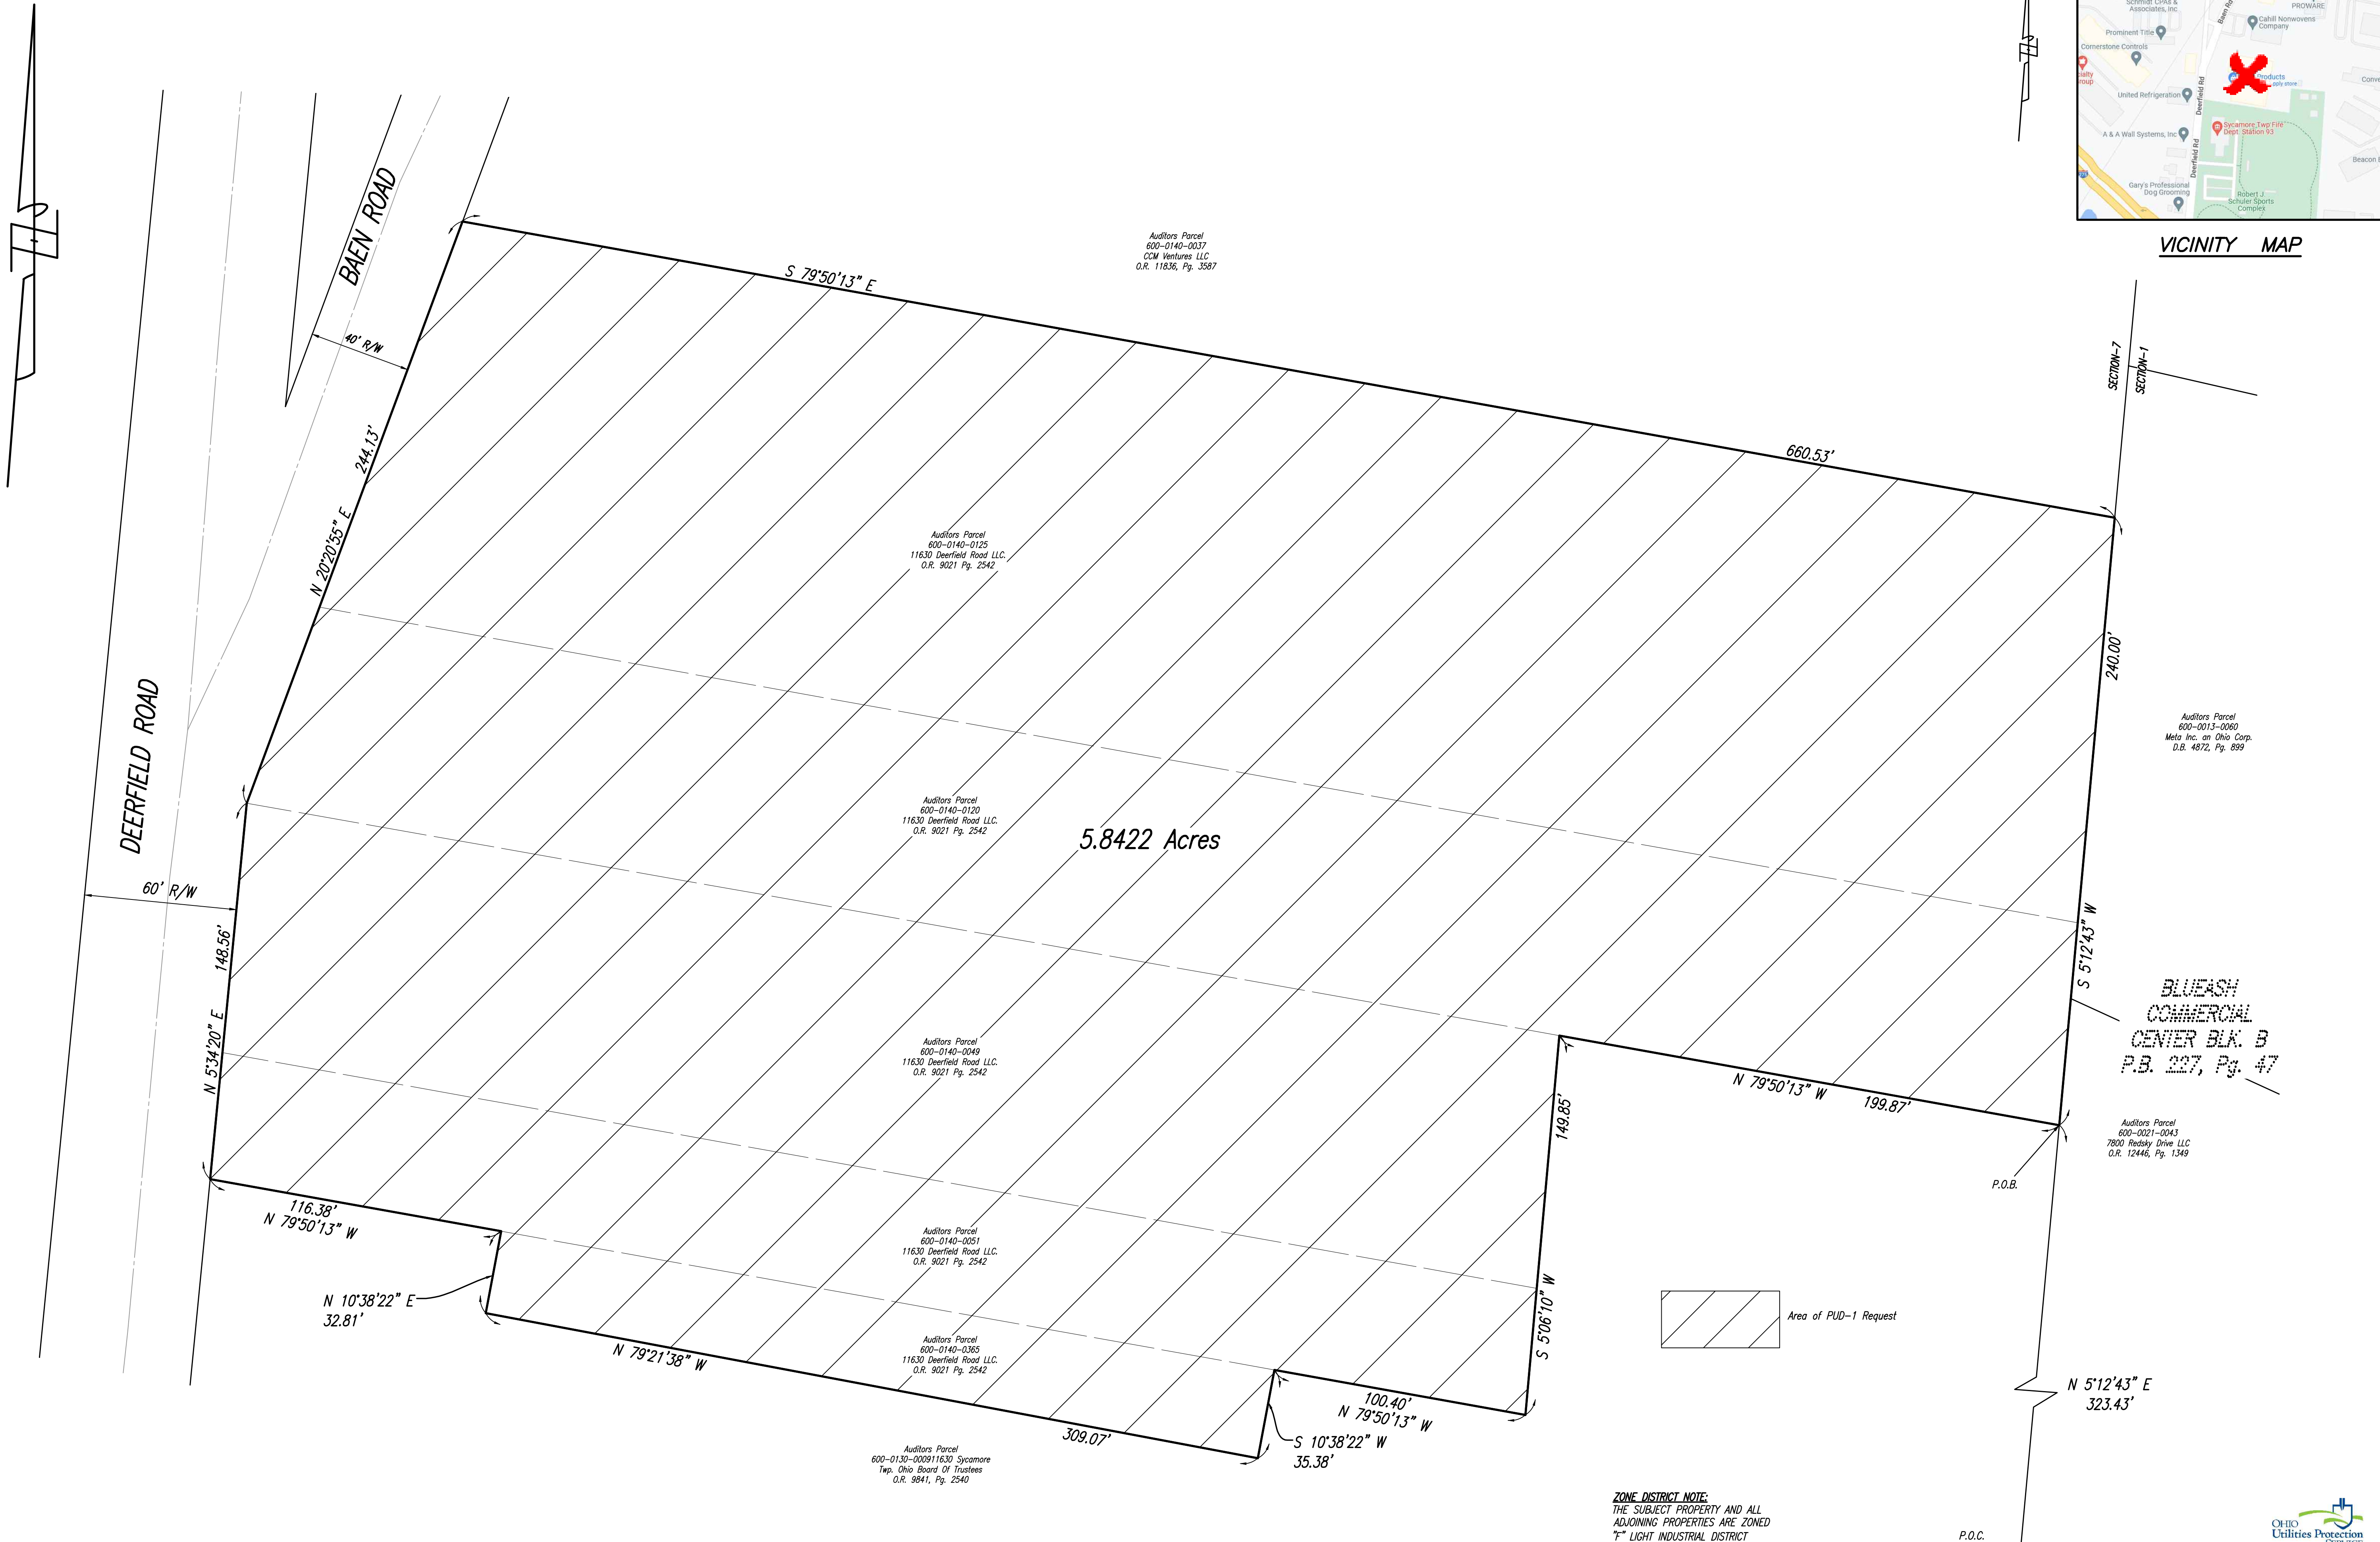 Schmidt CPAs &
Associates, Inc
PROWARE
Baen Rd
Cahill Nonwovens
Company
Prominent Title
Cornerstone Controls
Products
Deerfield Rd
United Refrigeration
Sycamore Twp Fire
Dept. Station 93
A & A Wall Systems, Inc
Deerfield Rd
Gary's Professional
Dog Grooming
Robert J.
Schuler Sports
Complex
VICINITY MAP
BAEN ROAD
40' R/W
DEERFIELD ROAD
60' R/W
Auditors Parcel
600-0140-0037
CCM Ventures LLC
O.R. 11836, Pg. 3587
S 79°50'13" E
660.53'
SECTION-7
SECTION-1
244.13'
N 20°20'55" E
Auditors Parcel
600-0140-0125
11630 Deerfield Road LLC.
O.R. 9021 Pg. 2542
240.00'
S 5°12'43" W
Auditors Parcel
600-0013-0060
Meta Inc. an Ohio Corp.
D.B. 4872, Pg. 899
Auditors Parcel
600-0140-0120
11630 Deerfield Road LLC.
O.R. 9021 Pg. 2542
5.8422 Acres
148.56'
N 5°34'20" E
BLUEASH
COMMERCIAL
CENTER BLK. B
P.B. 227, Pg. 47
Auditors Parcel
600-0140-0049
11630 Deerfield Road LLC.
O.R. 9021 Pg. 2542
N 79°50'13" W
199.87'
149.85'
S 5°06'10" W
Auditors Parcel
600-0021-0043
7800 Redsky Drive LLC
O.R. 12446, Pg. 1349
P.O.B.
116.38'
N 79°50'13" W
Auditors Parcel
600-0140-0051
11630 Deerfield Road LLC.
O.R. 9021 Pg. 2542
N 10°38'22" E
32.81'
Area of PUD-1 Request
Auditors Parcel
600-0140-0365
11630 Deerfield Road LLC.
O.R. 9021 Pg. 2542
N 79°21'38" W
309.07'
100.40'
N 79°50'13" W
S 10°38'22" W
35.38'
N 5°12'43" E
323.43'
Auditors Parcel
600-0130-000911630 Sycamore
Twp. Ohio Board Of Trustees
O.R. 9841, Pg. 2540
ZONE DISTRICT NOTE:
THE SUBJECT PROPERTY AND ALL
ADJOINING PROPERTIES ARE ZONED
"F" LIGHT INDUSTRIAL DISTRICT
P.O.C.
OHIO
Utilities Protection